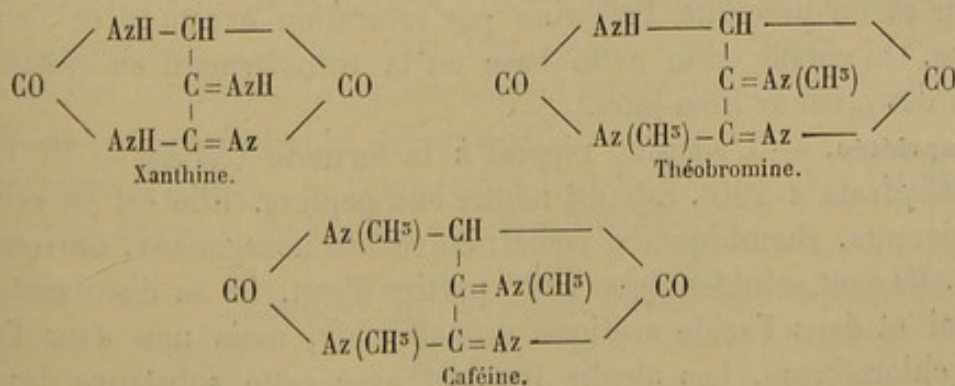 AzH – CH —
CO C = AzH CO
AzH – C = Az
Xanthine.
AzH — CH —
CO C = Az (CH³) CO
Az (CH³) – C = Az —
Théobromine.
Az (CH³) – CH —
CO C = Az (CH³) CO
Az (CH³) – C = Az —
Caféine.